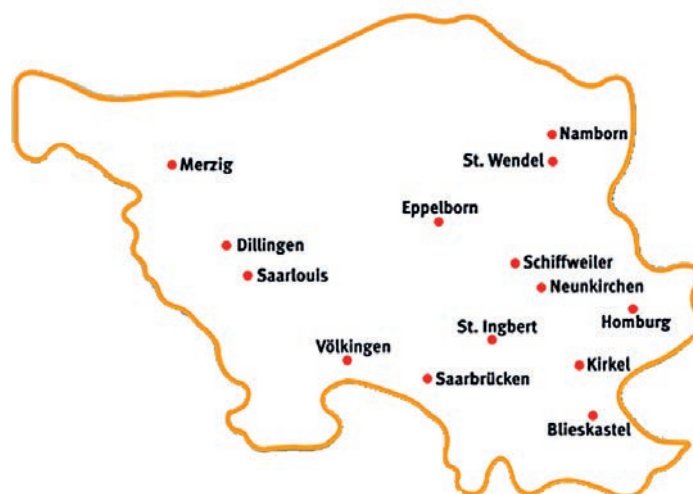 Namborn
St. Wendel
Merzig
Eppelborn
Dillingen
Schiffweiler
Saarlouis
Neunkirchen
Homburg
St. Ingbert
Völkingen
Kirkel
Saarbrücken
Blieskastel